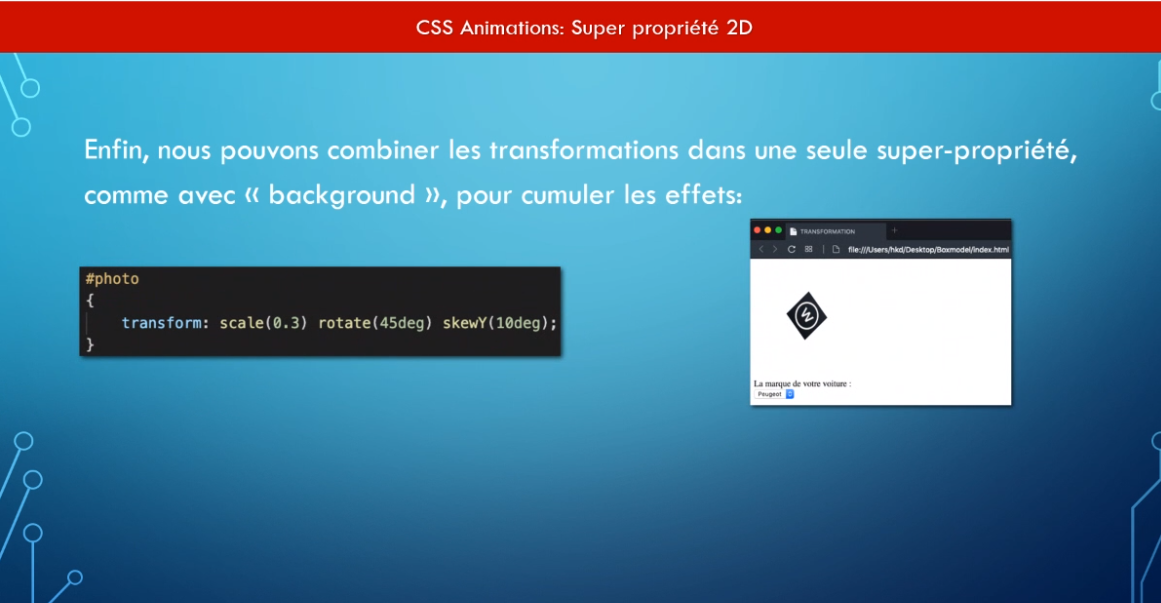 CSS Animations: Super propriété 2D
Enfin, nous pouvons combiner les transformations dans une seule super-propriété,
comme avec « background », pour cumuler les effets:
#photo
{
transform: scale(0.3) rotate(45deg) skewY(10deg);
}
TRANSFORMATION
file:///Users/hkd/Desktop/Boxmodel/index.html
W
La marque de votre voiture :
Peugeot